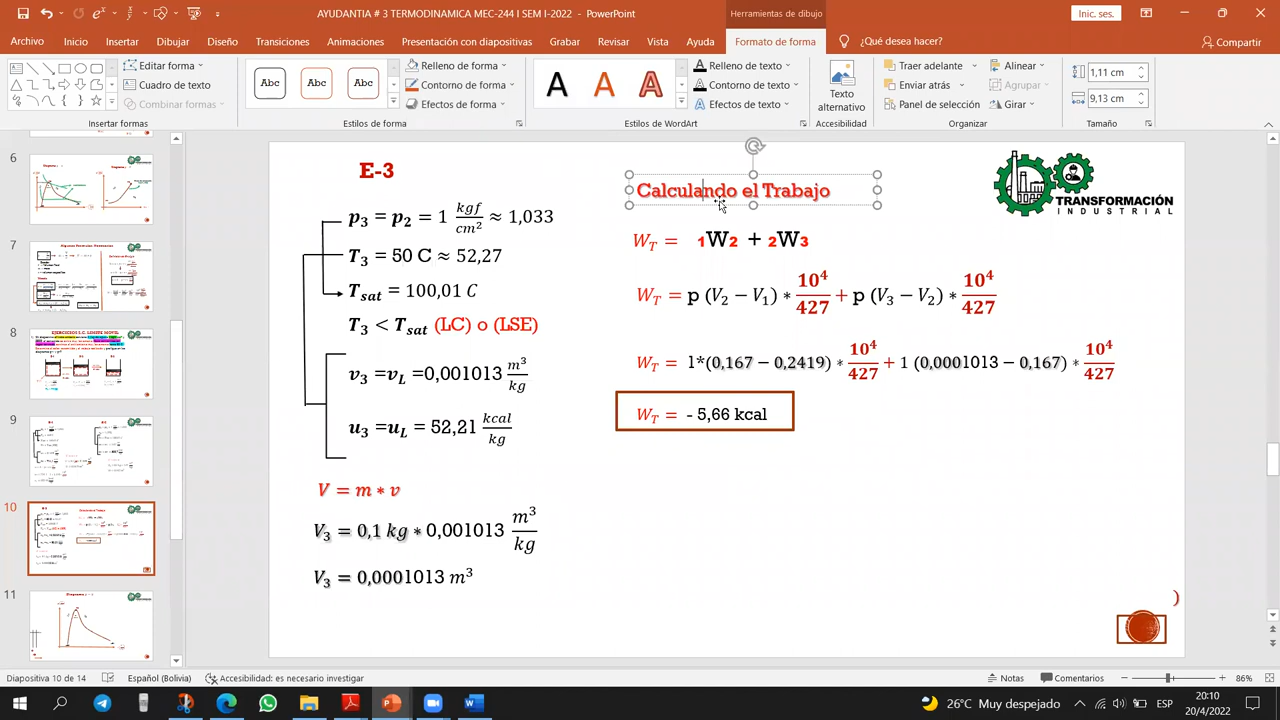 AYUDANTIA E - 3 TERMODINAMICA MEC-244 I SEM I-2022 - PowerPoint
Herramientas de dibujo
Inic. ses.
Archivo Inicio Insertar Dibujar Diseño Transiciones Animaciones Presentación con diapositivas Grabar Revisar Vista Ayuda Formato de forma ¿Qué desea hacer? Compartir
Editar forma
Cuadro de texto
Combinar formas
Insertar formas
Abc Abc Abc
Relleno de forma
Contorno de forma
Efectos de forma
Estilos de forma
A A A
Relleno de texto
Contorno de texto
Efectos de texto
Estilos de WordArt
Texto alternativo
Accesibilidad
Traer adelante
Enviar atrás
Panel de selección
Alinear
Agrupar
Girar
Organizar
1,11 cm
9,13 cm
Tamaño
6
7
8
9
10
11
E-3
p₃ = p₂ = 1 kgf/cm² ≈ 1,033
T₃ = 50 C ≈ 52,27
Tsat = 100,01 C
T₃ < Tsat (LC) o (LSE)
v₃ =vL =0,001013 m³/kg
u₃ =uL = 52,21 kcal/kg
V = m ∗ v
V₃ = 0,1 kg ∗ 0,001013 m³/kg
V₃ = 0,0001013 m³
Calculando el Trabajo
WT = 1W2 + 2W3
WT = p (V₂ − V₁) ∗ 10⁴/427 + p (V₃ − V₂) ∗ 10⁴/427
WT = 1*(0,167 − 0,2419) ∗ 10⁴/427 + 1 (0,0001013 − 0,167) ∗ 10⁴/427
WT = - 5,66 kcal
TRANSFORMACIÓN
INDUSTRIAL
)
Diapositiva 10 de 14 Español (Bolivia) Accesibilidad: es necesario investigar Notas Comentarios 86%
26°C Muy despejado ESP 20:10
20/4/2022